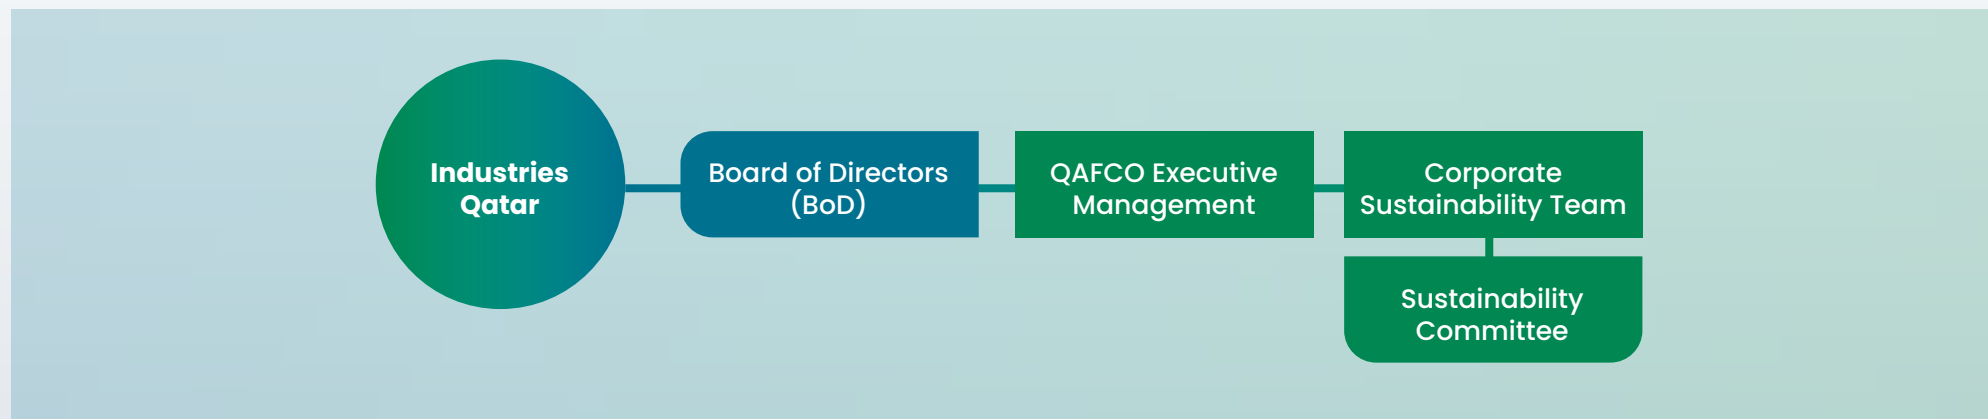 Industries
Qatar
Board of Directors
(BoD)
QAFCO Executive
Management
Corporate
Sustainability Team
Sustainability
Committee